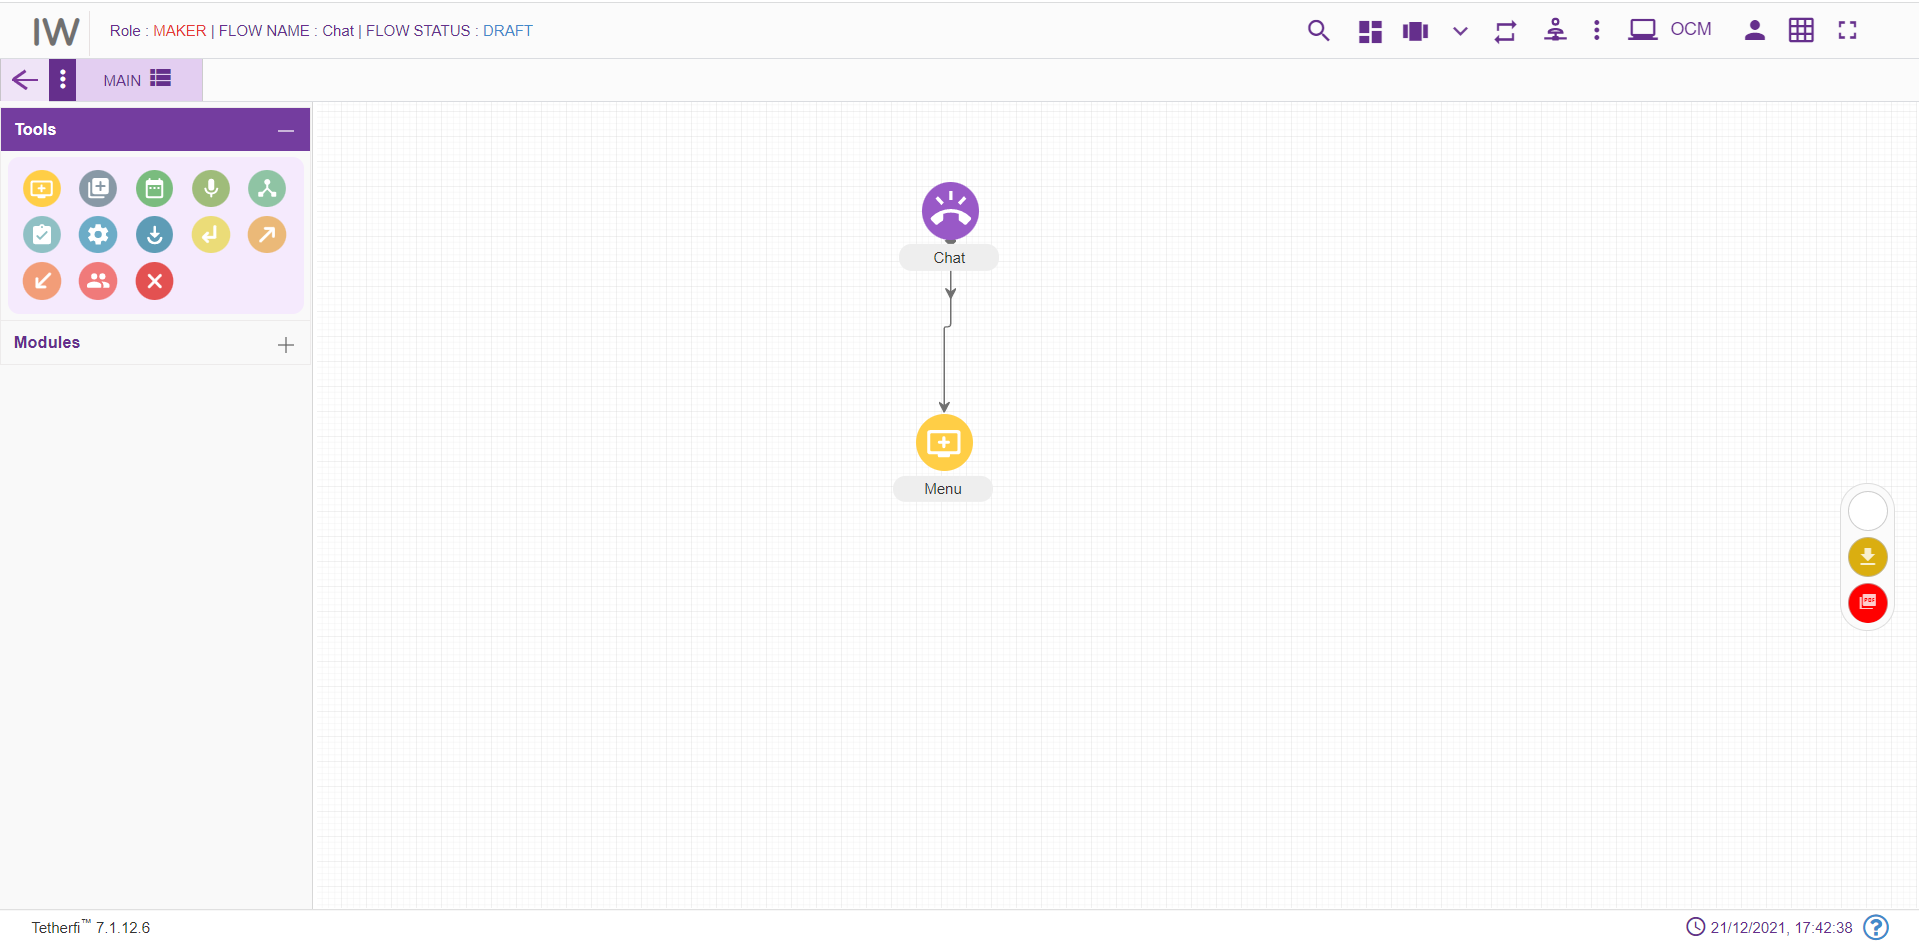 IW
Role : MAKER | FLOW NAME : Chat | FLOW STATUS : DRAFT
OCM
MAIN
Tools
Modules
Chat
Menu
PDF
Tetherfi™ 7.1.12.6
21/12/2021, 17:42:38
?